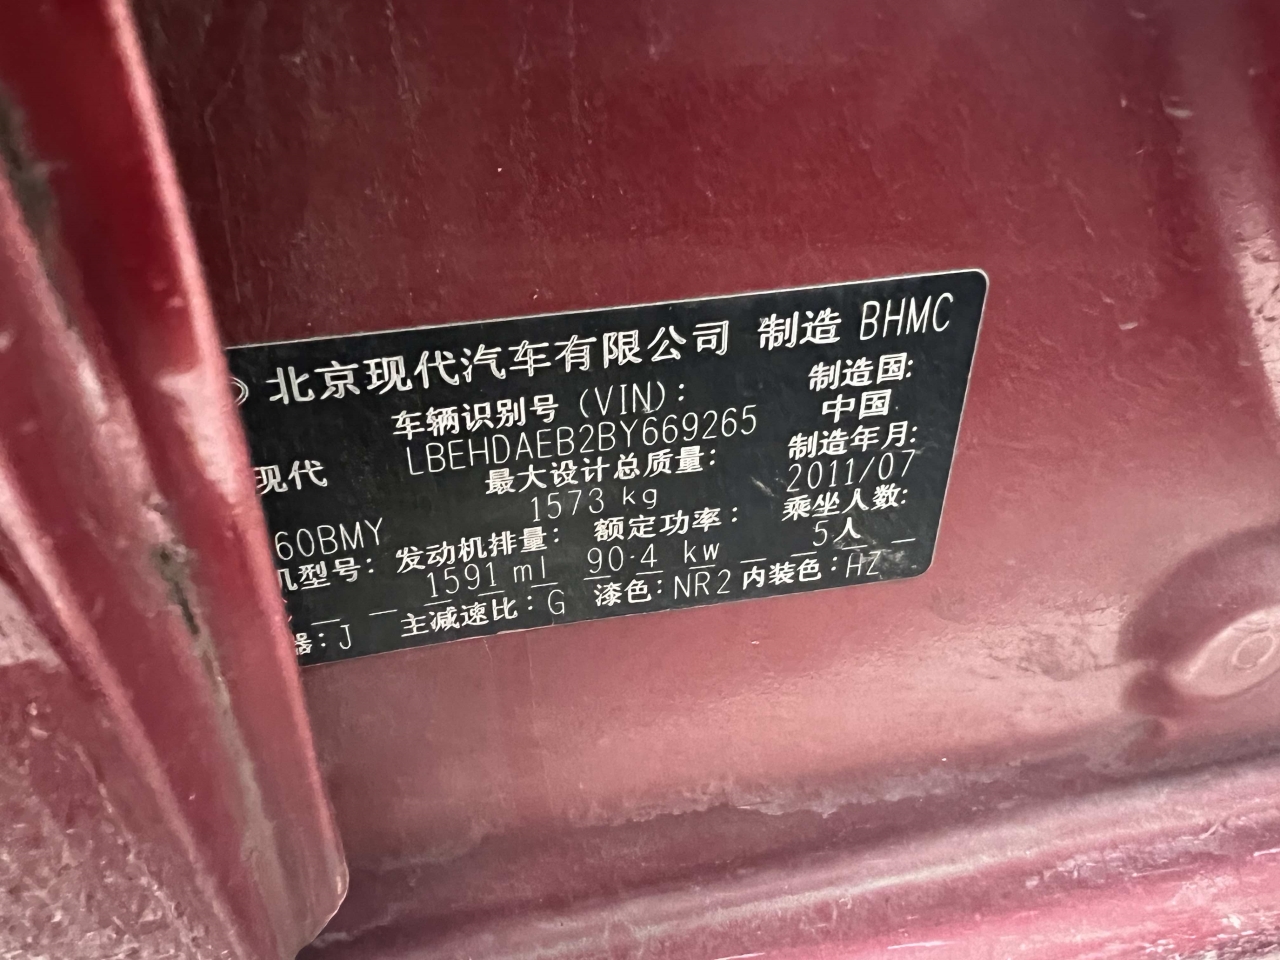 北京现代汽车有限公司 制造 BHMC
车辆识别号 (VIN): 制造国:
现代 LBEHDAEB2BY669265 中国
最大设计总质量: 制造年月:
60BMY 1573 kg 2011/07
机型号: 发动机排量: 额定功率: 乘坐人数:
1591 ml 90.4 kw 5人
器: J 主减速比: G 漆色: NR2 内装色: HZ